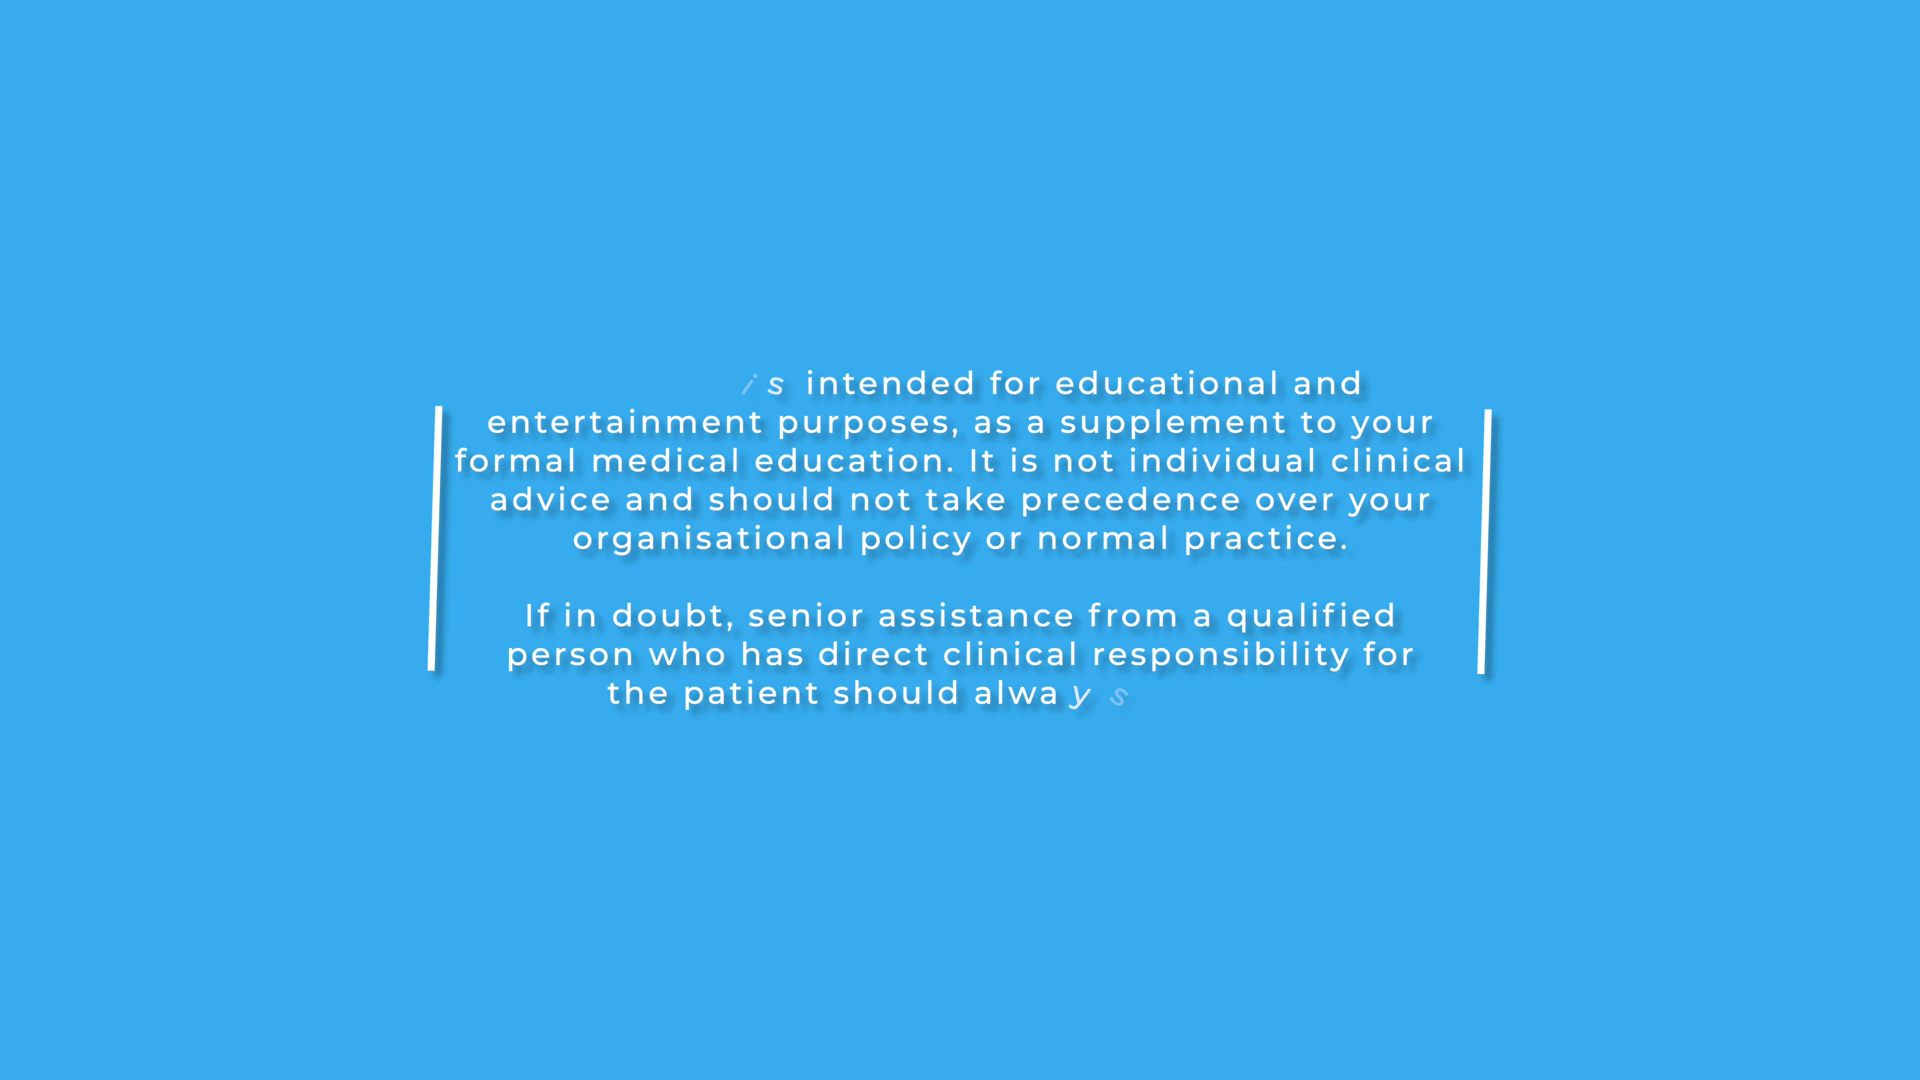 is intended for educational and
entertainment purposes, as a supplement to your
formal medical education. It is not individual clinical
advice and should not take precedence over your
organisational policy or normal practice.
If in doubt, senior assistance from a qualified
person who has direct clinical responsibility for
the patient should always